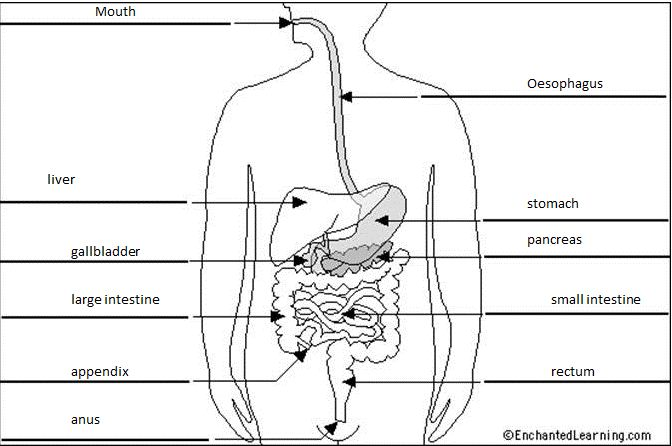 Mouth
Oesophagus
liver
stomach
pancreas
gallbladder
large intestine
small intestine
appendix
rectum
anus
©EnchantedLearning.com